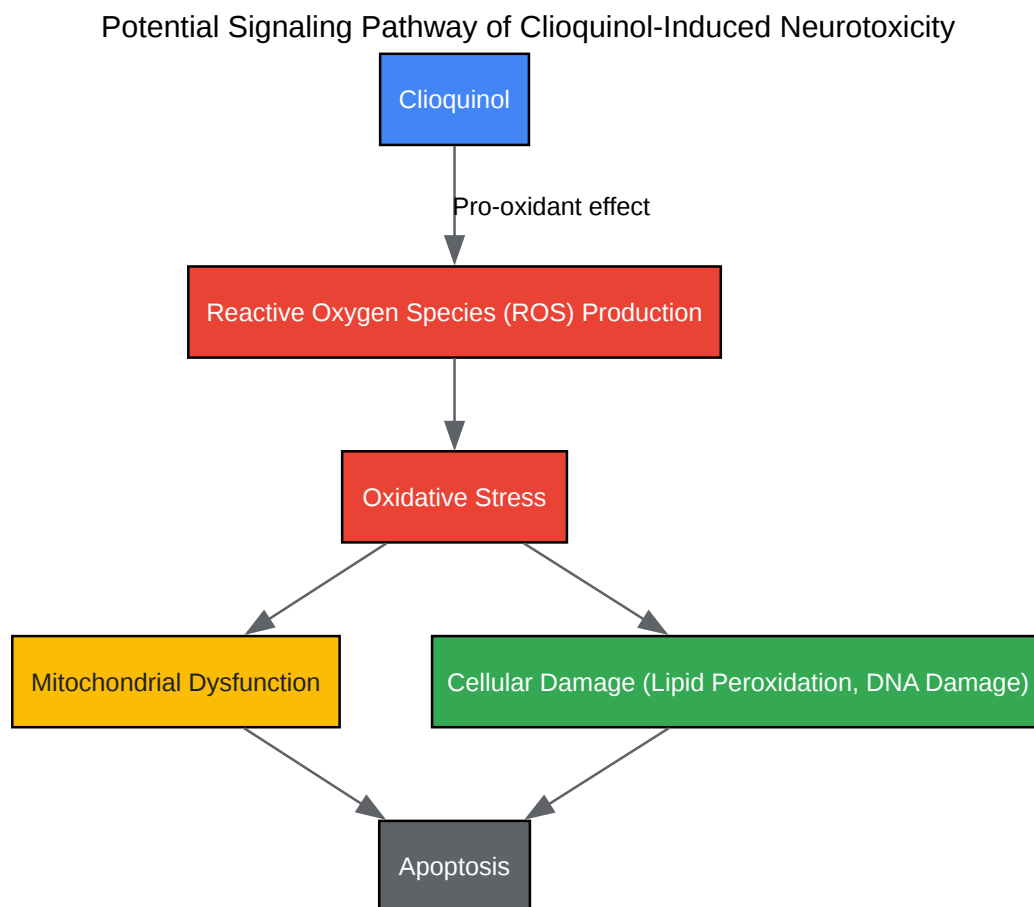 Potential Signaling Pathway of Clioquinol-Induced Neurotoxicity
Clioquinol
Pro-oxidant effect
Reactive Oxygen Species (ROS) Production
Oxidative Stress
Mitochondrial Dysfunction
Cellular Damage (Lipid Peroxidation, DNA Damage)
Apoptosis